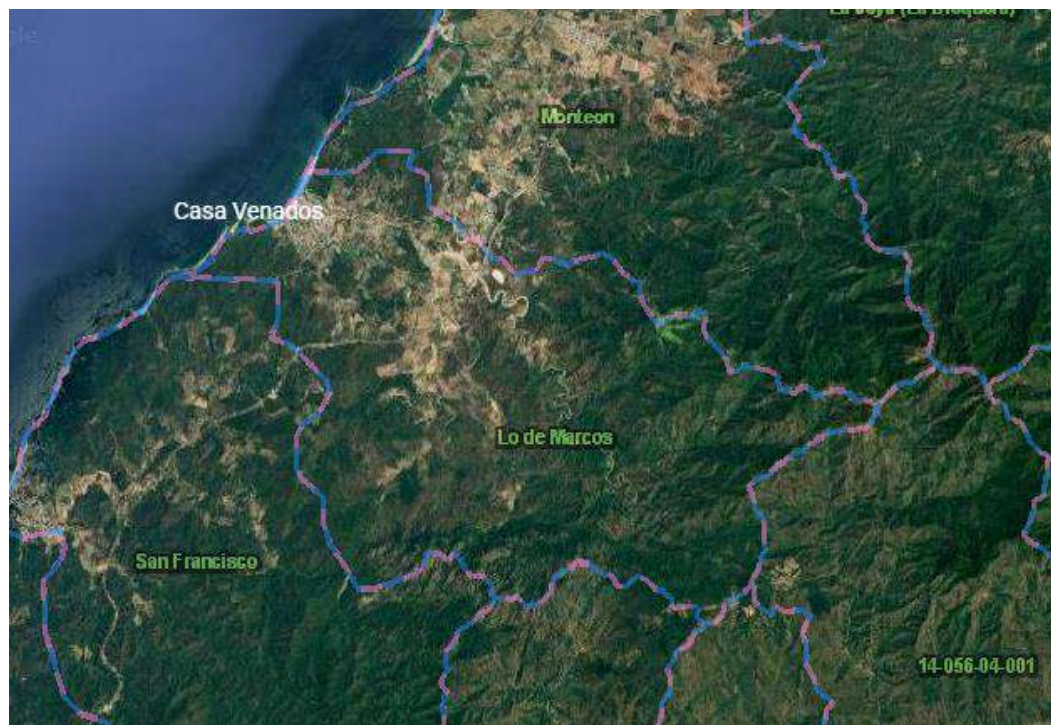 Monteon
Casa Venados
Lo de Marcos
San Francisco
14-056-04-001